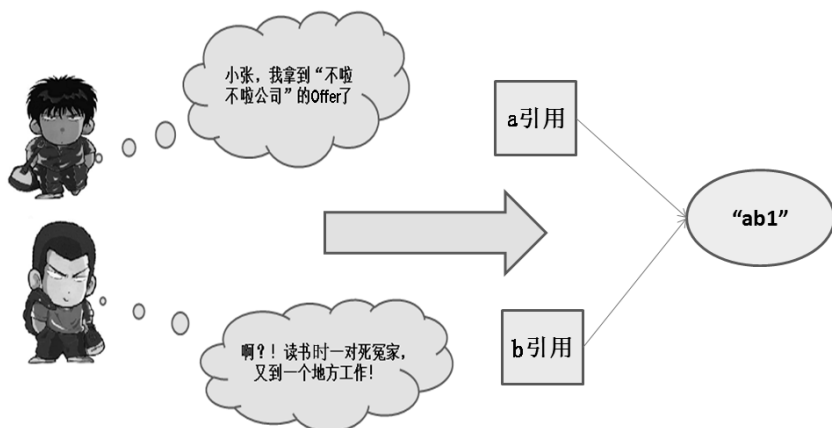 小张，我拿到“不啦
不啦公司”的Offer了
a引用
“ab1”
b引用
啊？！读书时一对死冤家，
又到一个地方工作！